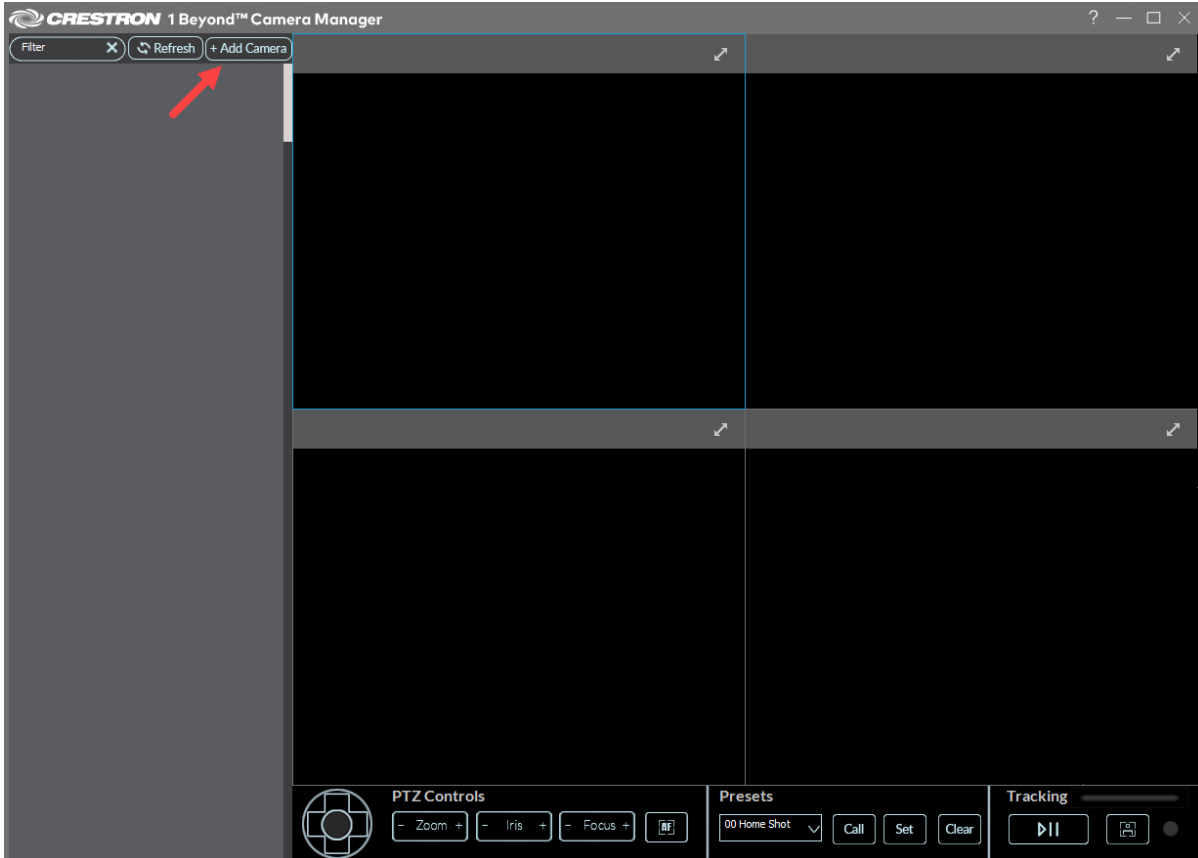 CRESTRON 1 Beyond™ Camera Manager ?
Filter Refresh + Add Camera
PTZ Controls Presets Tracking
- Zoom + - Iris + - Focus + AF 00 Home Shot Call Set Clear